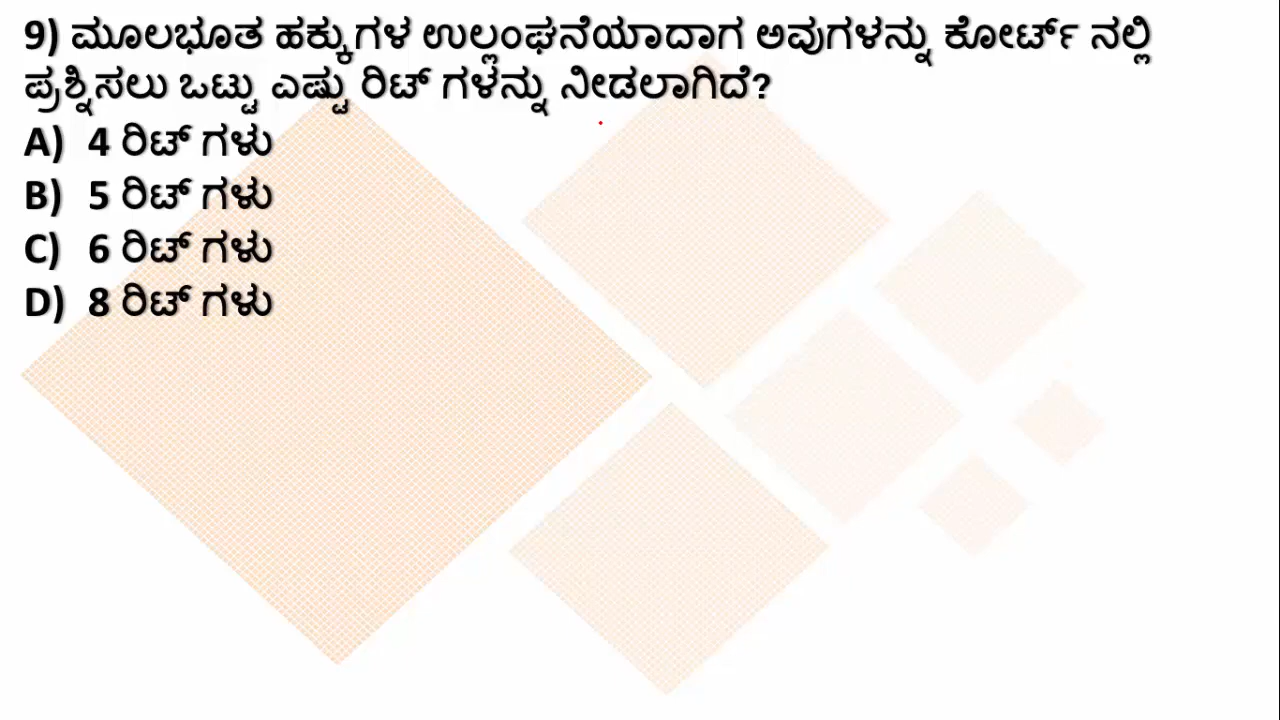 9) ಮೂಲಭೂತ ಹಕ್ಕುಗಳ ಉಲ್ಲಂಘನೆಯಾದಾಗ ಅವುಗಳನ್ನು ಕೋರ್ಟ್ ನಲ್ಲಿ
ಪ್ರಶ್ನಿಸಲು ಒಟ್ಟು ಎಷ್ಟು ರಿಟ್ ಗಳನ್ನು ನೀಡಲಾಗಿದೆ?
A) 4 ರಿಟ್ ಗಳು
B) 5 ರಿಟ್ ಗಳು
C) 6 ರಿಟ್ ಗಳು
D) 8 ರಿಟ್ ಗಳು